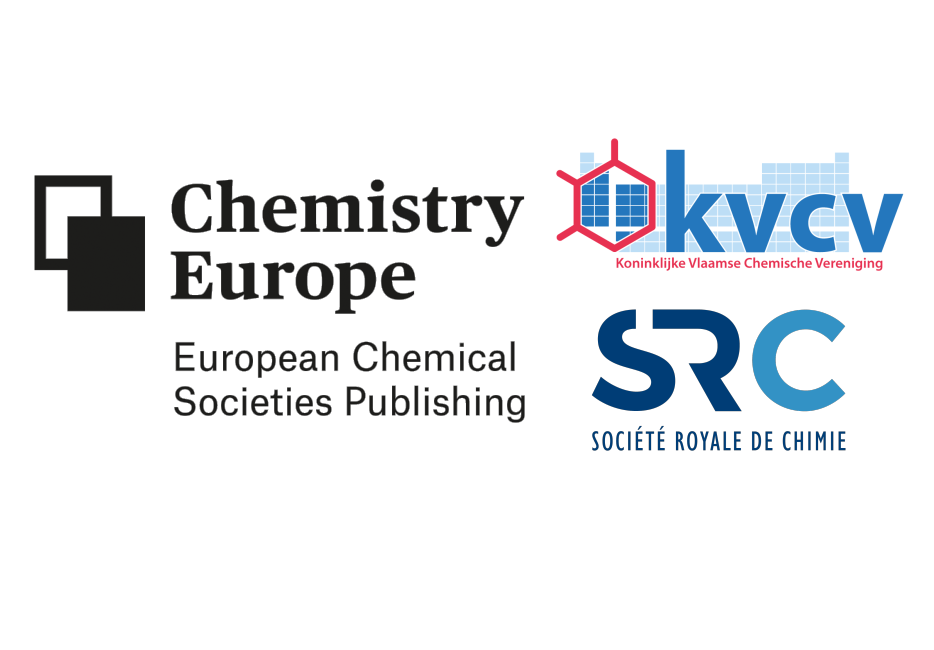 Chemistry
Europe
European Chemical
Societies Publishing
kvcv
Koninklijke Vlaamse Chemische Vereniging
SRC
SOCIÉTÉ ROYALE DE CHIMIE